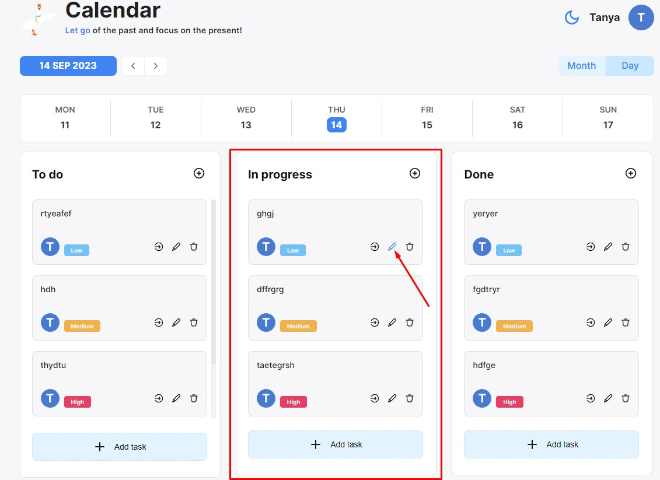 Calendar
Let go of the past and focus on the present!
Tanya T
14 SEP 2023
Month Day
MON TUE WED THU FRI SAT SUN
11 12 13 14 15 16 17
To do
rtyeafef
T Low
hdh
T Medium
thydtu
T High
Add task
In progress
ghgj
T Low
dffrgrg
T Medium
taetegrsh
T High
Add task
Done
yeryer
T Low
fgdtryr
T Medium
hdfge
T High
Add task